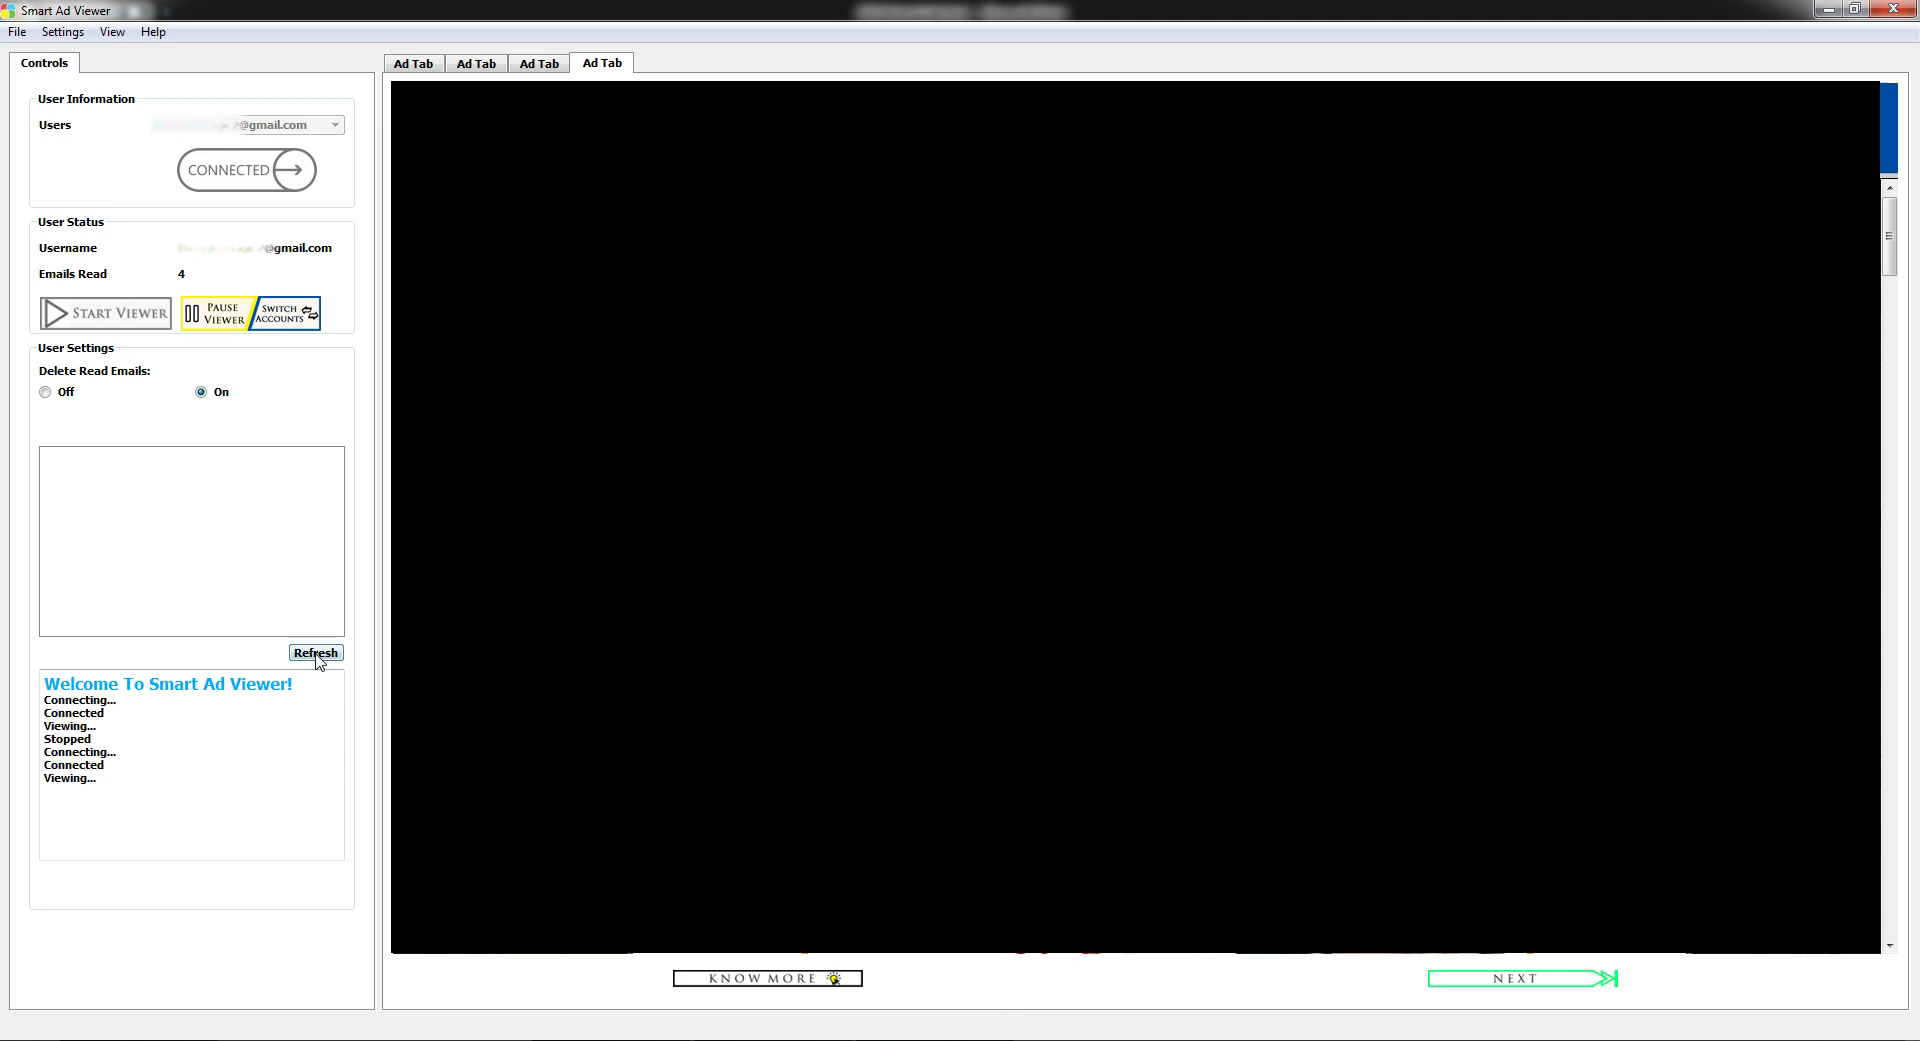 Smart Ad Viewer
File Settings View Help
Controls
User Information
Users @gmail.com
CONNECTED
User Status
Username @gmail.com
Emails Read 4
START VIEWER
PAUSE VIEWER
SWITCH ACCOUNTS
User Settings
Delete Read Emails:
Off On
Refresh
Welcome To Smart Ad Viewer!
Connecting...
Connected
Viewing...
Stopped
Connecting...
Connected
Viewing...
Ad Tab Ad Tab Ad Tab Ad Tab
KNOW MORE
NEXT